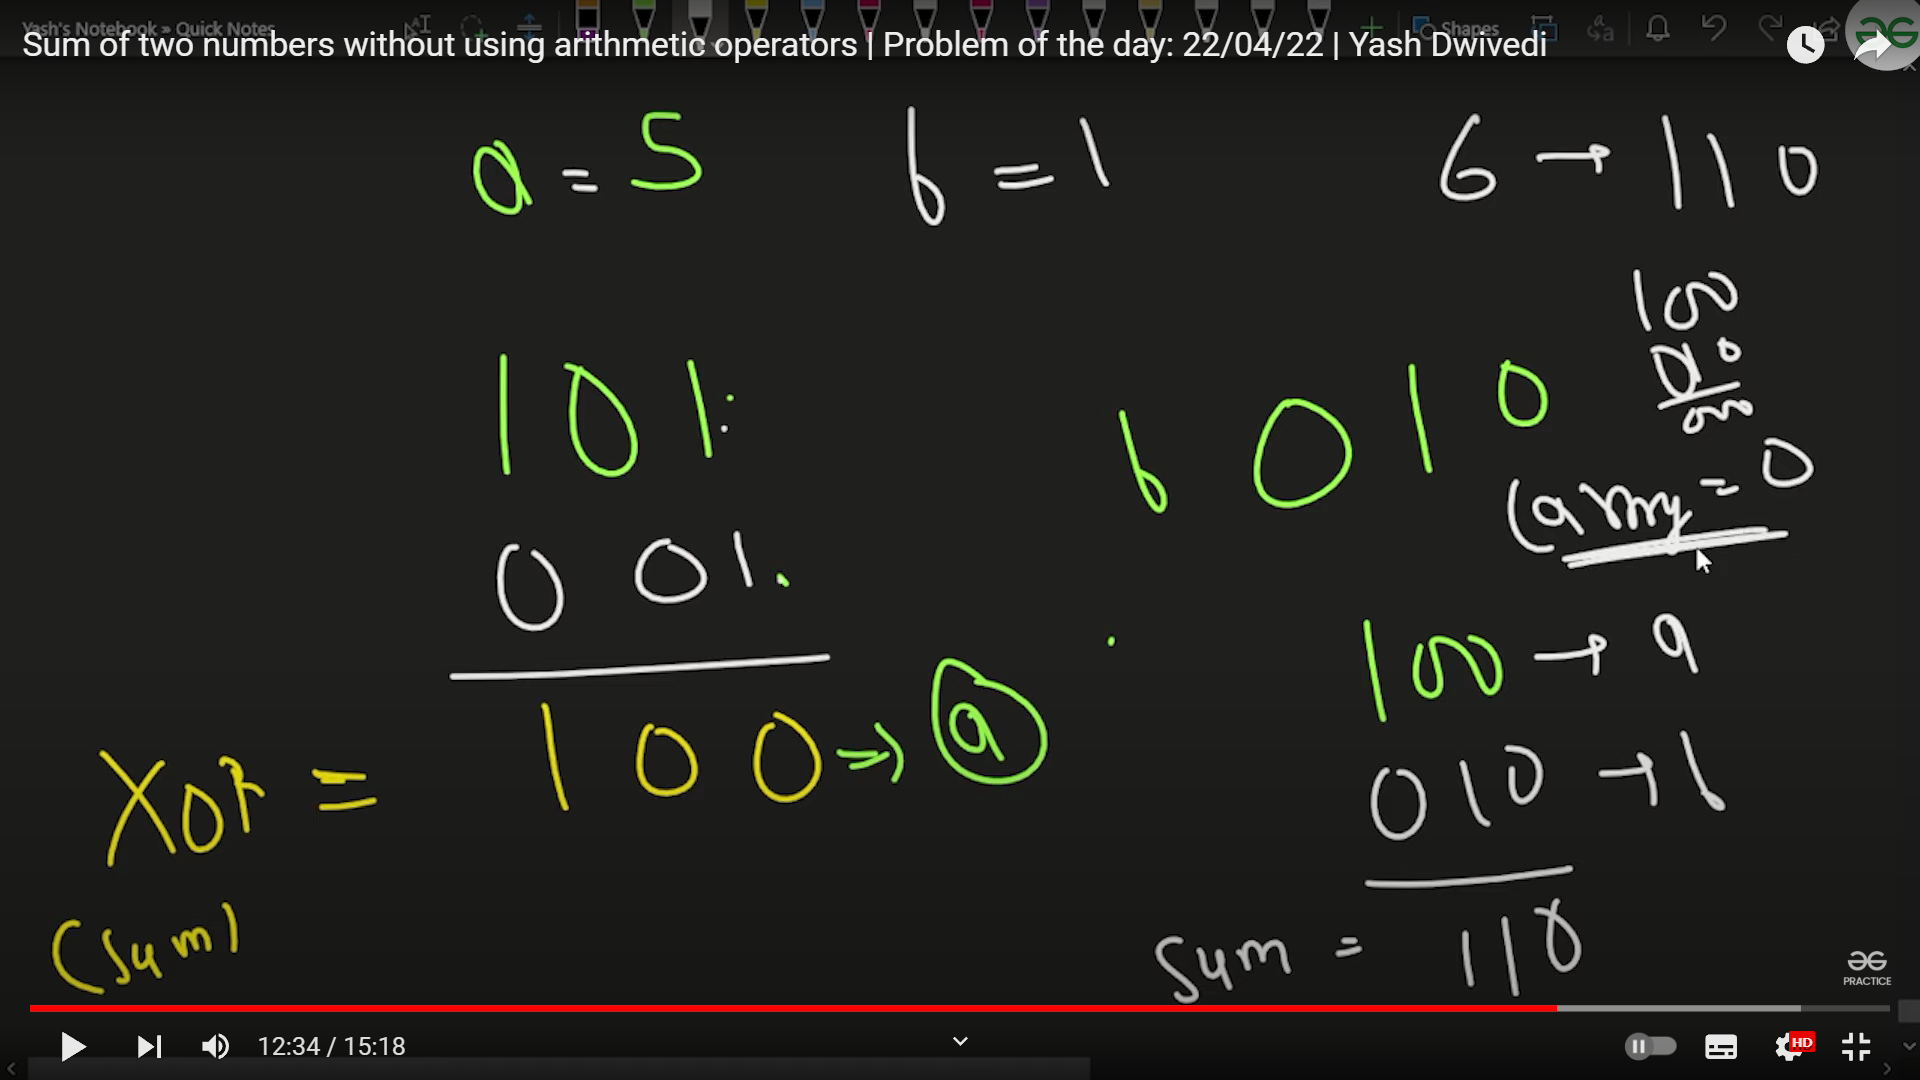 Yash's Notebook » Quick Notes
Shapes
Sum of two numbers without using arithmetic operators | Problem of the day: 22/04/22 | Yash Dwivedi
a = 5 b = 1 6 → 110
100
010
000
101
b 010
Carry = 0
001
100 → a
XOR = 100 ⇒ a
010 → b
(Sum)
Sum = 110
PRACTICE
12:34 / 15:18
HD